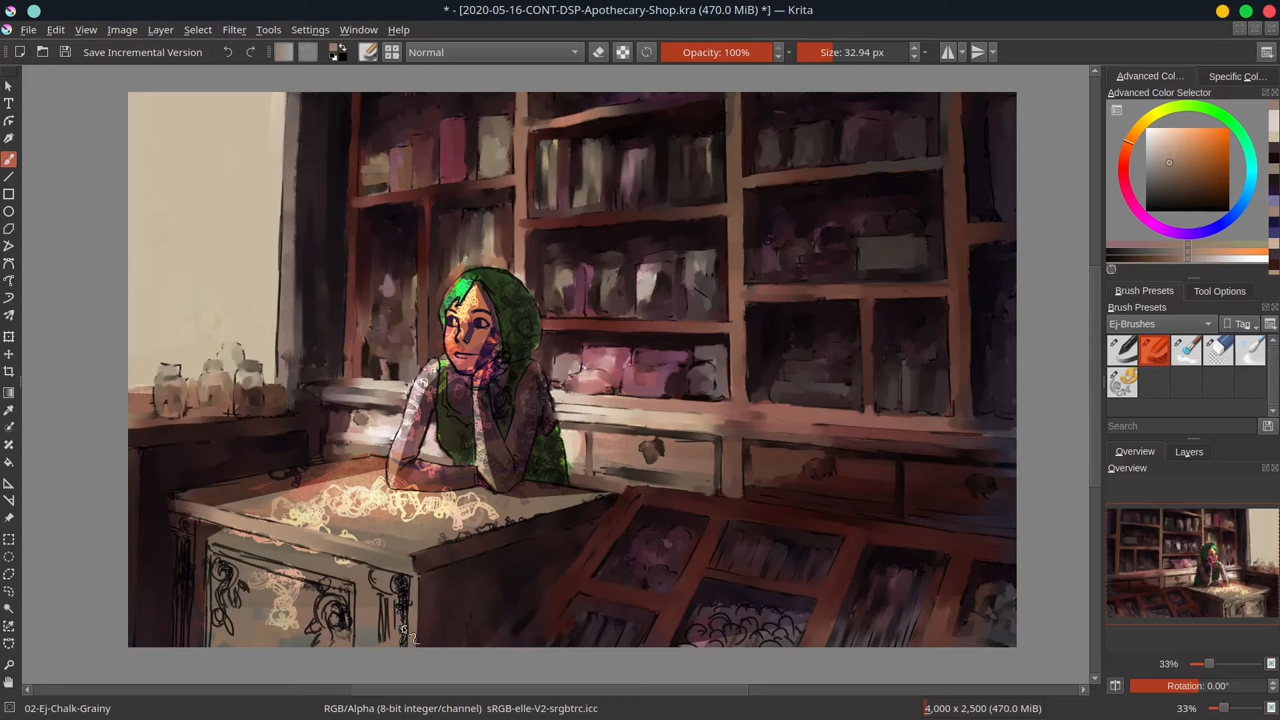 * - [2020-05-16-CONT-DSP-Apothecary-Shop.kra (470.0 MiB) *] — Krita
File Edit View Image Layer Select Filter Tools Settings Window Help
Save Incremental Version Normal Opacity: 100% Size: 32.94 px
Advanced Col... Specific Col...
Advanced Color Selector
Brush Presets Tool Options
Brush Presets
Ej-Brushes Tag
Search
Overview Layers
Overview
33%
Rotation: 0.00°
02-Ej-Chalk-Grainy RGB/Alpha (8-bit integer/channel) sRGB-elle-V2-srgbtrc.icc 4,000 x 2,500 (470.0 MiB) 33%